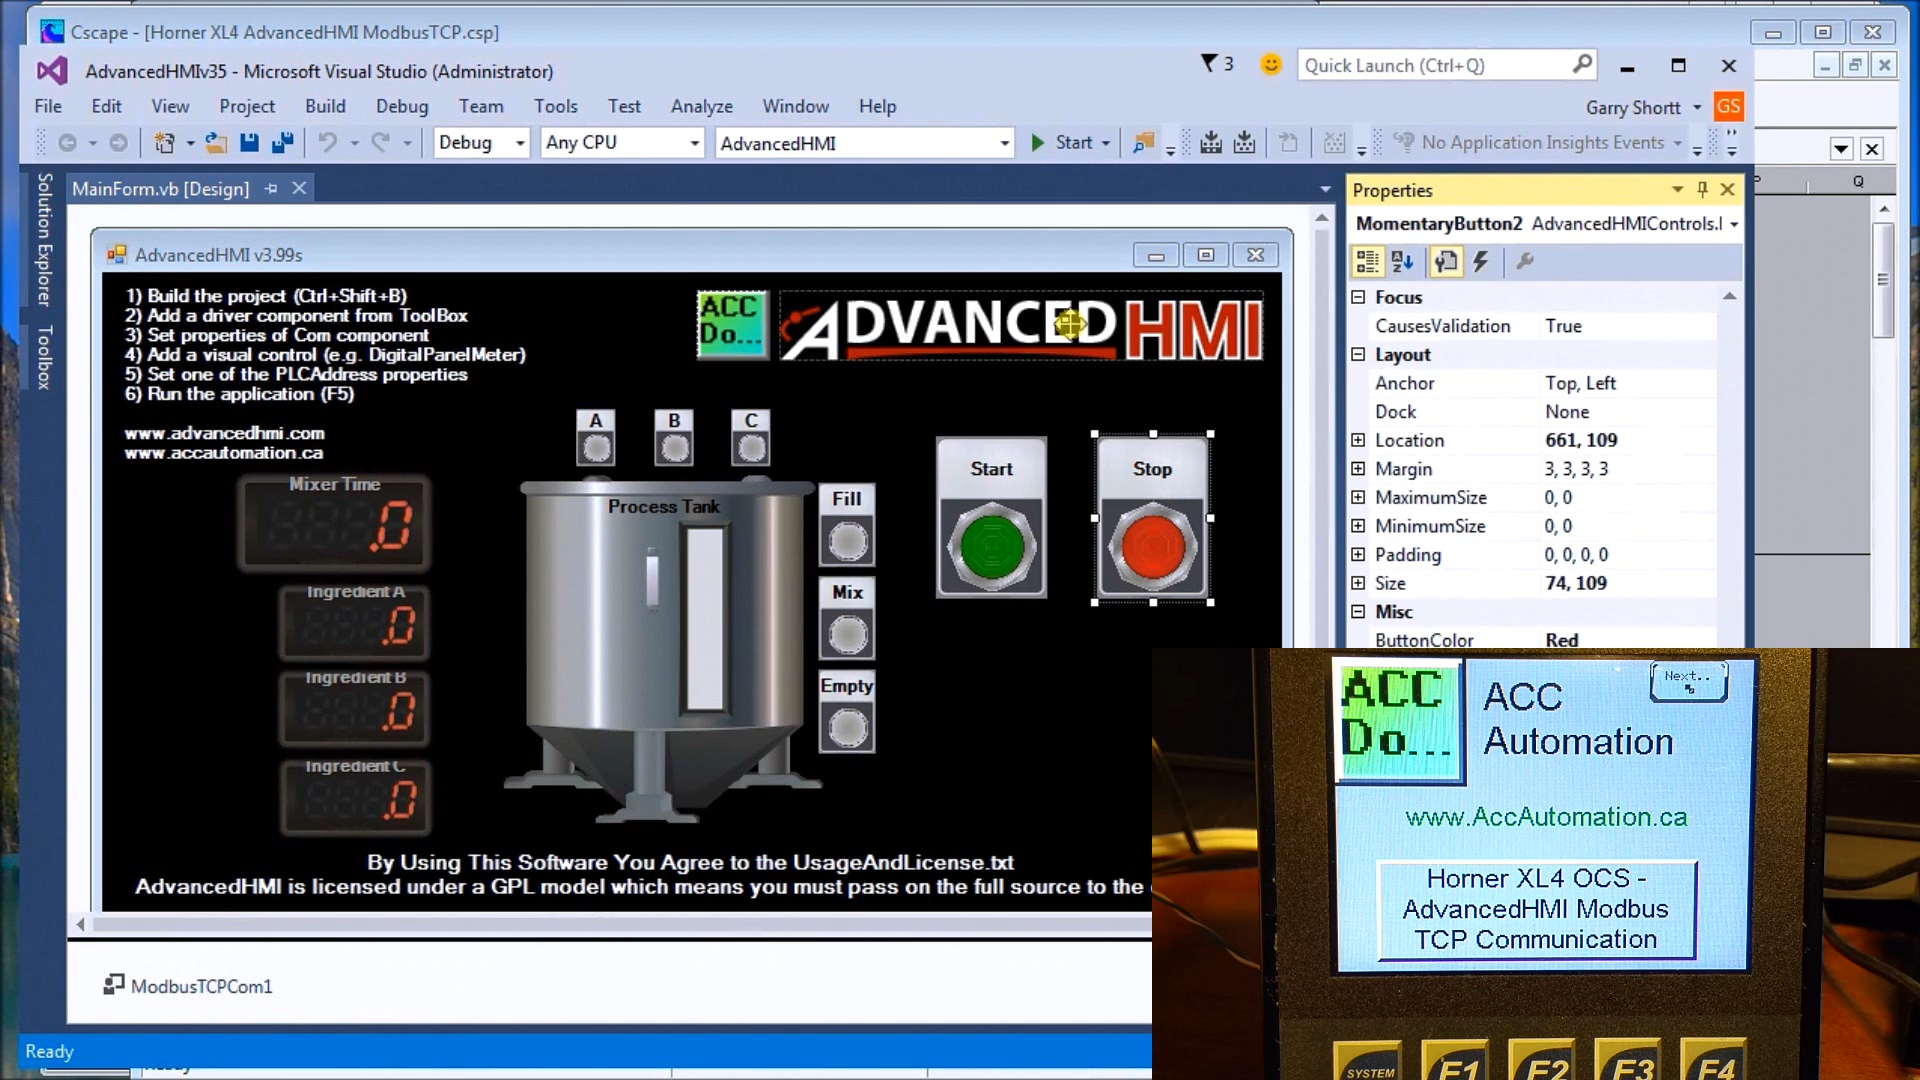 Cscape - [Horner XL4 AdvancedHMI ModbusTCP.csp]
AdvancedHMIv35 - Microsoft Visual Studio (Administrator)
3
Quick Launch (Ctrl+Q)
File Edit View Project Build Debug Team Tools Test Analyze Window Help
Garry Shortt GS
Debug Any CPU AdvancedHMI Start No Application Insights Events
Solution Explorer
Toolbox
MainForm.vb [Design]
Q
AdvancedHMI v3.99s
1) Build the project (Ctrl+Shift+B)
2) Add a driver component from ToolBox
3) Set properties of Com component
4) Add a visual control (e.g. DigitalPanelMeter)
5) Set one of the PLCAddress properties
6) Run the application (F5)
www.advancedhmi.com
www.accautomation.ca
ACC
Do...
ADVANCED HMI
A B C
Mixer Time
.0
Ingredient A
.0
Ingredient B
.0
Ingredient C
.0
Process Tank
Fill
Mix
Empty
Start
Stop
By Using This Software You Agree to the UsageAndLicense.txt
AdvancedHMI is licensed under a GPL model which means you must pass on the full source to the
ModbusTCPCom1
Ready
Properties
MomentaryButton2 AdvancedHMIControls.
Focus
CausesValidation True
Layout
Anchor Top, Left
Dock None
Location 661, 109
Margin 3, 3, 3, 3
MaximumSize 0, 0
MinimumSize 0, 0
Padding 0, 0, 0, 0
Size 74, 109
Misc
ButtonColor Red
ACC
Do...
ACC
Automation
Next..
www.AccAutomation.ca
Horner XL4 OCS -
AdvancedHMI Modbus
TCP Communication
SYSTEM F1 F2 F3 F4